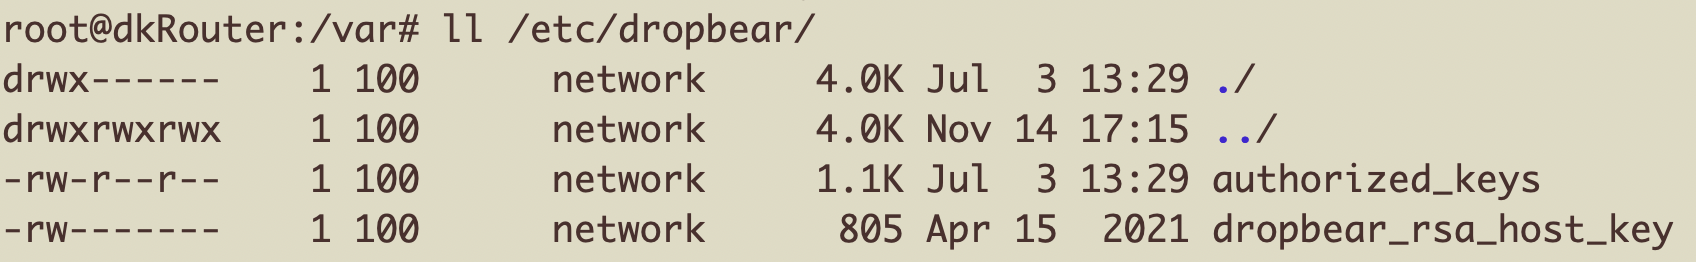 root@dkRouter:/var# ll /etc/dropbear/
drwx------    1 100      network     4.0K Jul  3 13:29 ./
drwxrwxrwx    1 100      network     4.0K Nov 14 17:15 ../
-rw-r--r--    1 100      network     1.1K Jul  3 13:29 authorized_keys
-rw-------    1 100      network      805 Apr 15  2021 dropbear_rsa_host_key